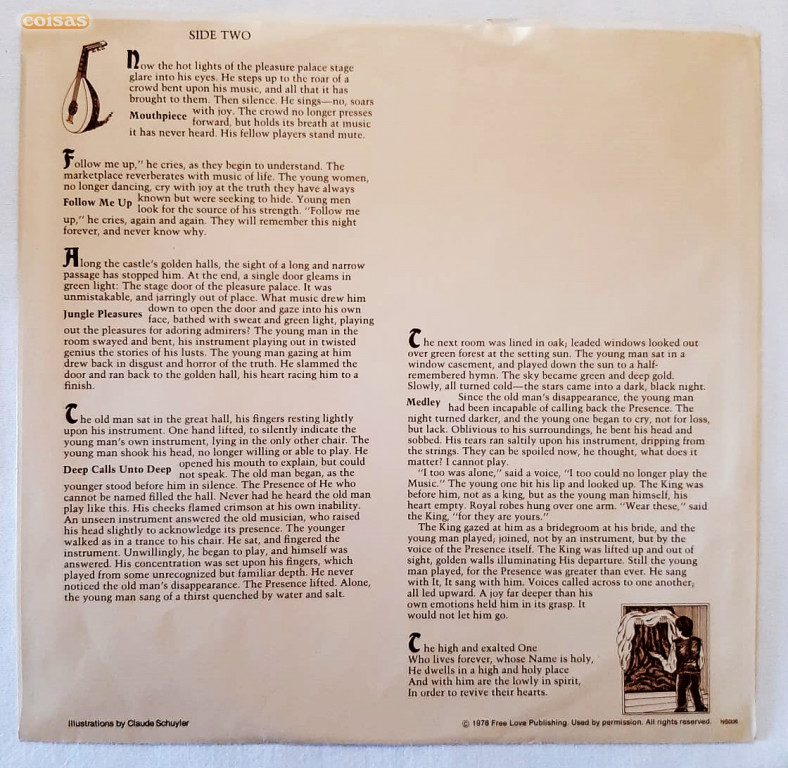 coisas
SIDE TWO
Now the hot lights of the pleasure palace stage
glare into his eyes. He steps up to the roar of a
crowd bent upon his music, and all that it has
brought to them. Then silence. He sings—no, soars
Mouthpiece with joy. The crowd no longer presses
forward, but holds its breath at music
it has never heard. His fellow players stand mute.
Follow me up," he cries, as they begin to understand. The
marketplace reverberates with music of life. The young women,
no longer dancing, cry with joy at the truth they have always
Follow Me Up known but were seeking to hide. Young men
look for the source of his strength. "Follow me
up," he cries, again and again. They will remember this night
forever, and never know why.
Along the castle's golden halls, the sight of a long and narrow
passage has stopped him. At the end, a single door gleams in
green light: The stage door of the pleasure palace. It was
unmistakable, and jarringly out of place. What music drew him
Jungle Pleasures down to open the door and gaze into his own
face, bathed with sweat and green light, playing
out the pleasures for adoring admirers? The young man in the
room swayed and bent, his instrument playing out in twisted
genius the stories of his lusts. The young man gazing at him
drew back in disgust and horror of the truth. He slammed the
door and ran back to the golden hall, his heart racing him to a
finish.
The old man sat in the great hall, his fingers resting lightly
upon his instrument. One hand lifted, to silently indicate the
young man's own instrument, lying in the only other chair. The
young man shook his head, no longer willing or able to play. He
Deep Calls Unto Deep opened his mouth to explain, but could
not speak. The old man began, as the
younger stood before him in silence. The Presence of He who
cannot be named filled the hall. Never had he heard the old man
play like this. His cheeks flamed crimson at his own inability.
An unseen instrument answered the old musician, who raised
his head slightly to acknowledge its presence. The younger
walked as in a trance to his chair. He sat, and fingered the
instrument. Unwillingly, he began to play, and himself was
answered. His concentration was set upon his fingers, which
played from some unrecognized but familiar depth. He never
noticed the old man's disappearance. The Presence lifted. Alone,
the young man sang of a thirst quenched by water and salt.
The next room was lined in oak; leaded windows looked out
over green forest at the setting sun. The young man sat in a
window casement, and played down the sun to a half-
remembered hymn. The sky became green and deep gold.
Slowly, all turned cold—the stars came into a dark, black night.
Medley Since the old man's disappearance, the young man
had been incapable of calling back the Presence. The
night turned darker, and the young one began to cry, not for loss,
but lack. Oblivious to his surroundings, he bent his head and
sobbed. His tears ran saltily upon his instrument, dripping from
the strings. They can be spoiled now, he thought, what does it
matter? I cannot play.
"I too was alone," said a voice, "I too could no longer play the
Music." The young one bit his lip and looked up. The King was
before him, not as a king, but as the young man himself, his
heart empty. Royal robes hung over one arm. "Wear these," said
the King, "for they are yours."
The King gazed at him as a bridegroom at his bride, and the
young man played; joined, not by an instrument, but by the
voice of the Presence itself. The King was lifted up and out of
sight, golden walls illuminating His departure. Still the young
man played, for the Presence was greater than ever. He sang
with It, It sang with him. Voices called across to one another;
all led upward. A joy far deeper than his
own emotions held him in its grasp. It
would not let him go.
The high and exalted One
Who lives forever, whose Name is holy,
He dwells in a high and holy place
And with him are the lowly in spirit,
In order to revive their hearts.
Illustrations by Claude Schuyler
© 1976 Free Love Publishing. Used by permission. All rights reserved.